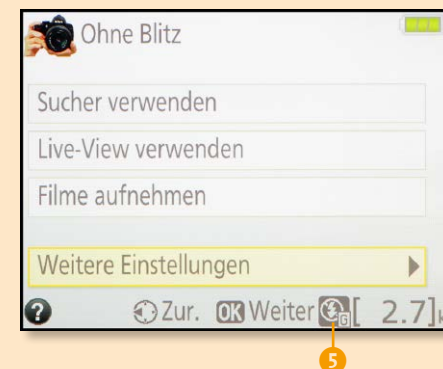 Ohne Blitz
Sucher verwenden
Live-View verwenden
Filme aufnehmen
Weitere Einstellungen
? Zur. OK Weiter G [ 2.7]k
5